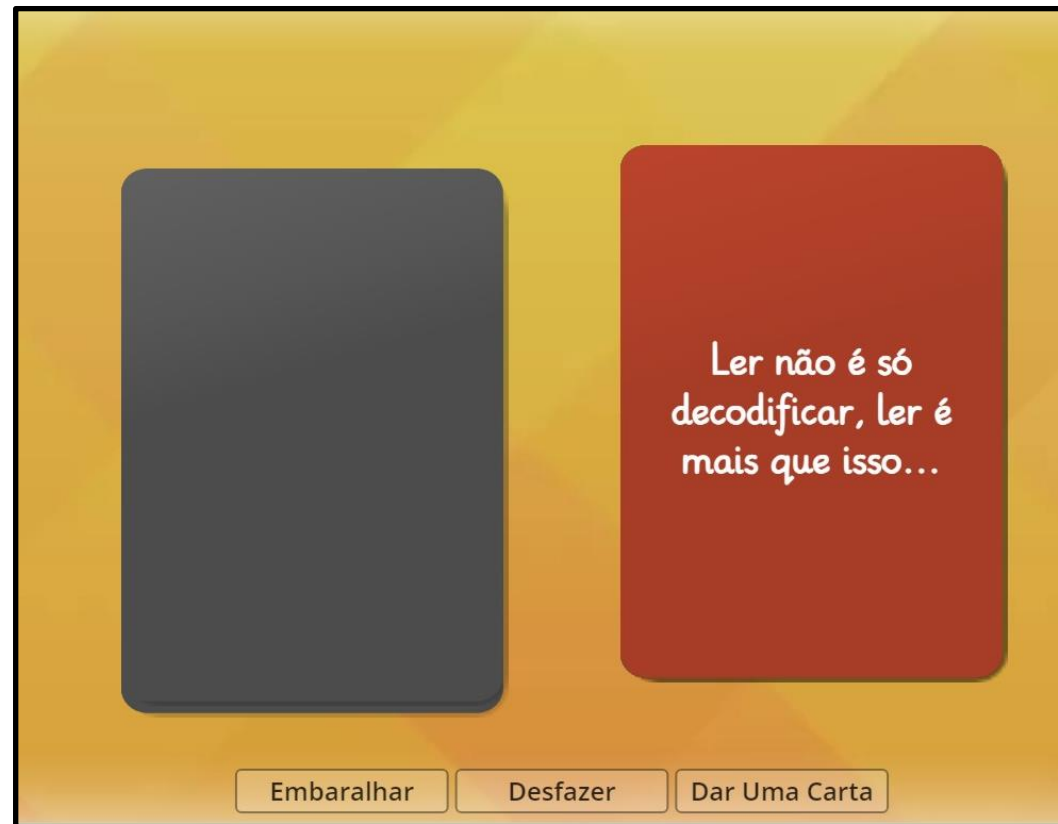 Ler não é só
decodificar, ler é
mais que isso...
Embaralhar
Desfazer
Dar Uma Carta